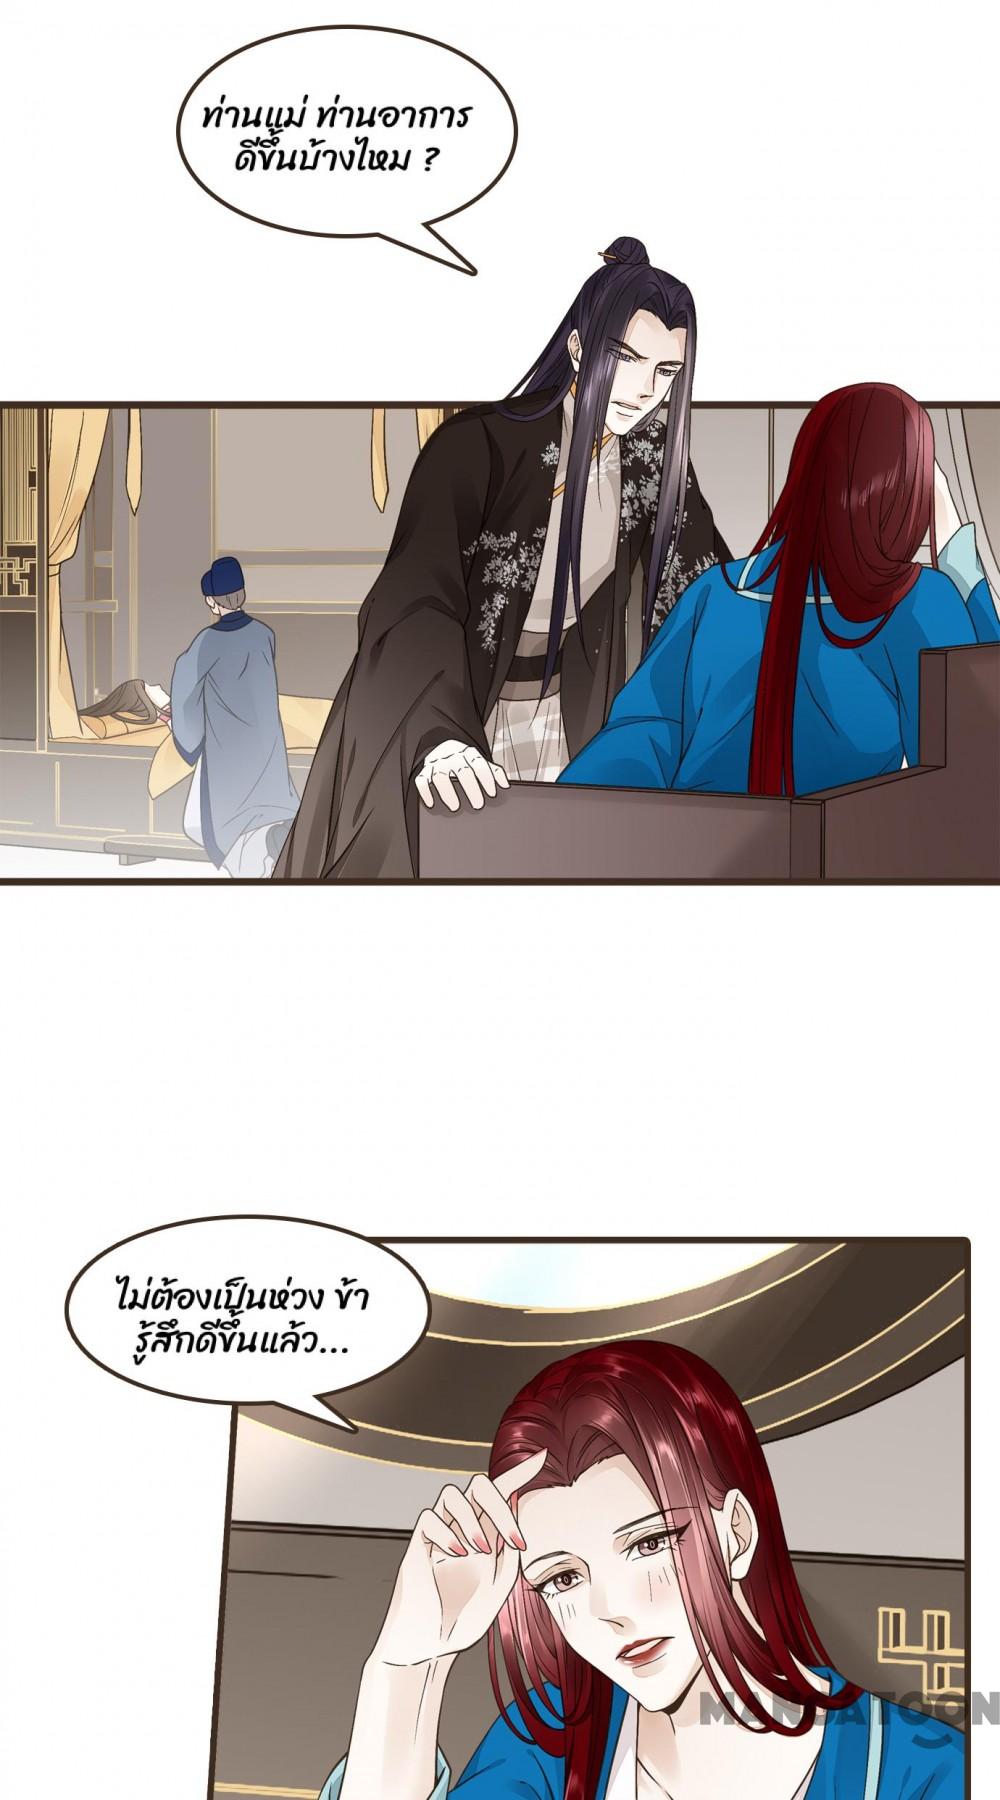 ท่านแม่ ท่านอาการ
ดีขึ้นบ้างไหม ?
ไม่ต้องเป็นห่วง ข้า
รู้สึกดีขึ้นแล้ว...
MANGATOON